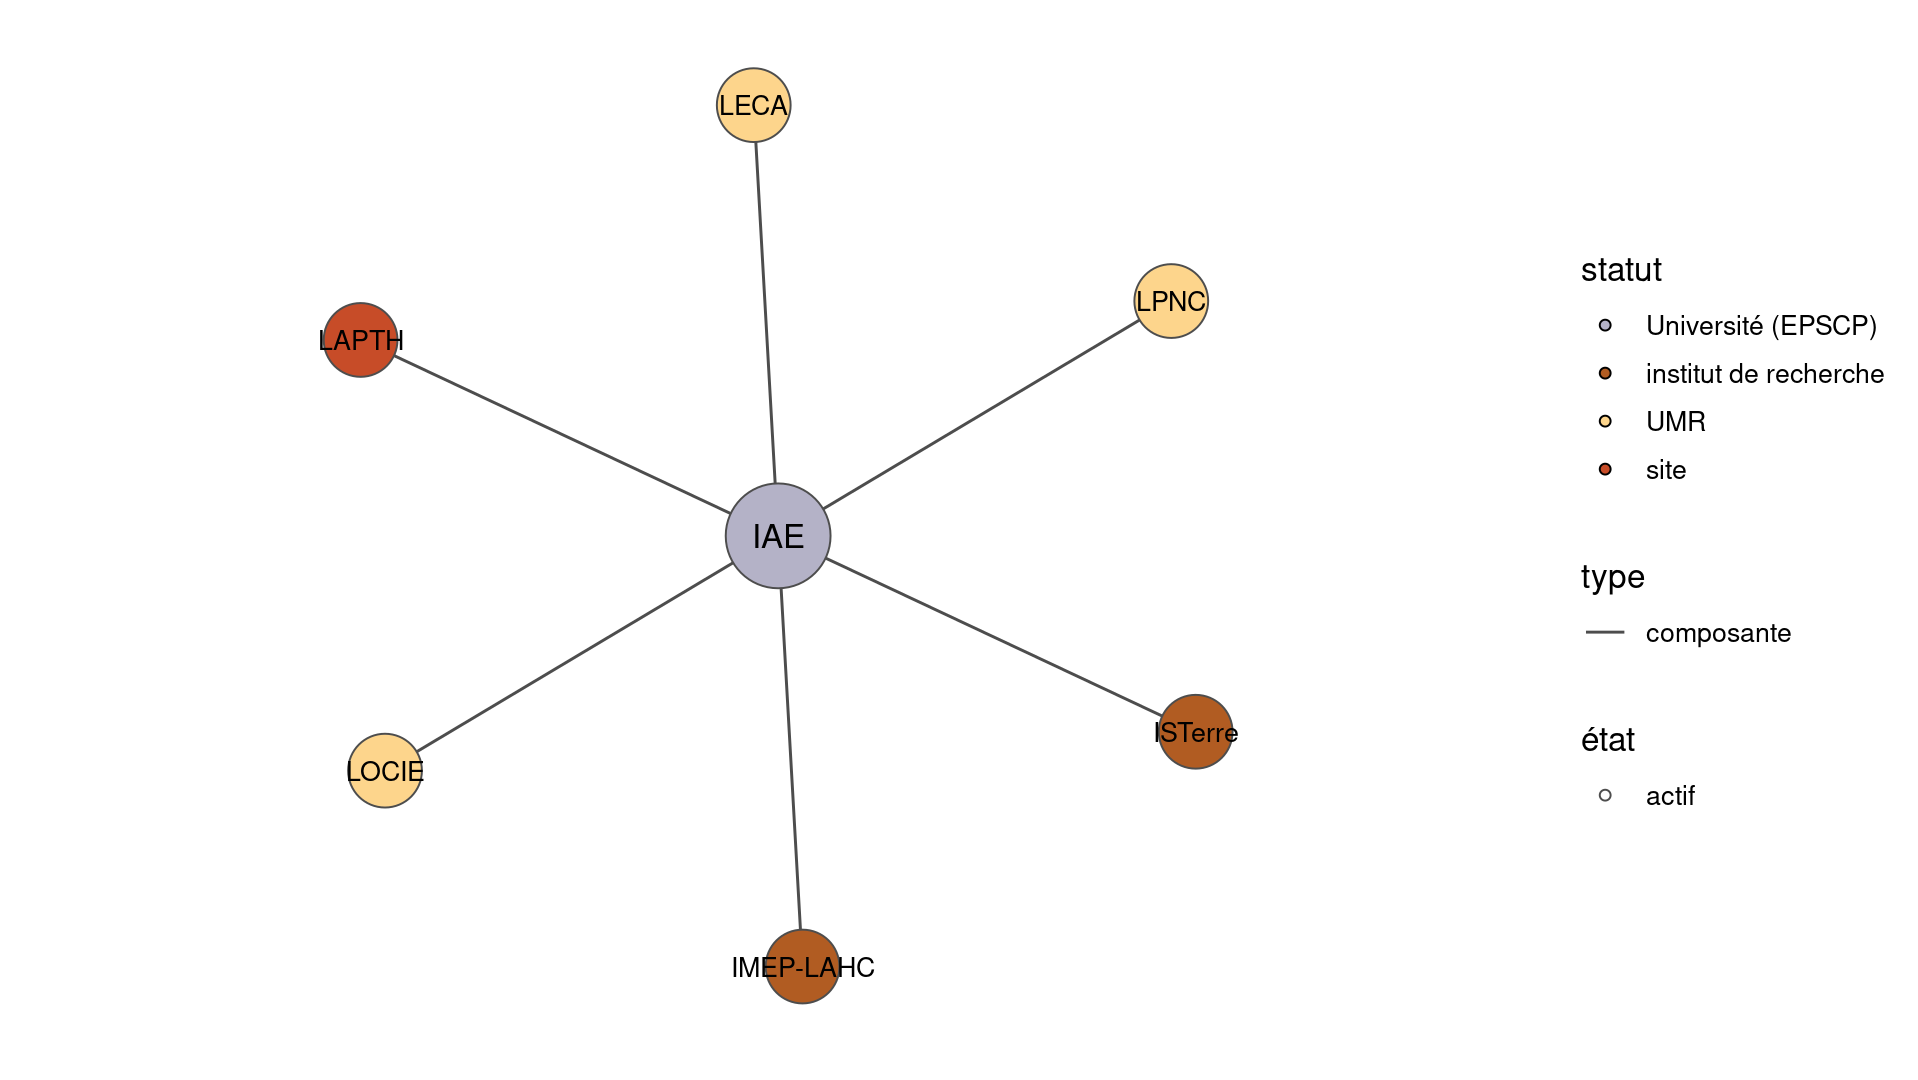 LECA
LPNC
LAPTH
IAE
ISTerre
LOCIE
IMEP-LAHC
statut
Université (EPSCP)
institut de recherche
UMR
site
type
composante
état
actif